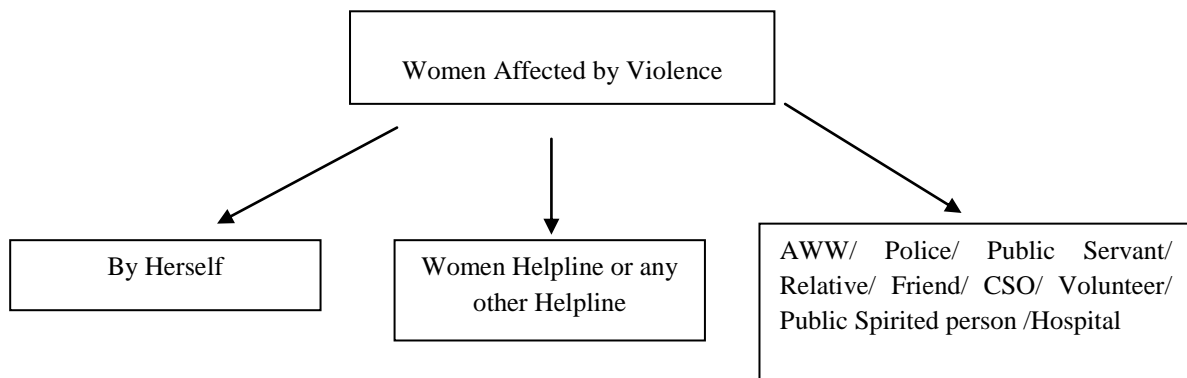 Women Affected by Violence
By Herself
Women Helpline or any
other Helpline
AWW/ Police/ Public Servant/
Relative/ Friend/ CSO/ Volunteer/
Public Spirited person /Hospital